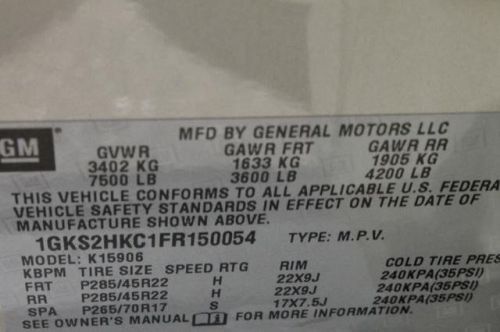 GM
MFD BY GENERAL MOTORS LLC
GVWR GAWR FRT GAWR RR
3402 KG 1633 KG 1905 KG
7500 LB 3600 LB 4200 LB
THIS VEHICLE CONFORMS TO ALL APPLICABLE U.S. FEDERA
VEHICLE SAFETY STANDARDS IN EFFECT ON THE DATE OF
MANUFACTURE SHOWN ABOVE.
1GKS2HKC1FR150054 TYPE: M.P.V.
MODEL: K15906
KBPM TIRE SIZE SPEED RTG RIM COLD TIRE PRES
FRT P285/45R22 H 22X9J 240KPA(35PSI)
RR P285/45R22 H 22X9J 240KPA(35PSI)
SPA P265/70R17 S 17X7.5J 240KPA(35PSI)
SEE OWNER'S MANUAL FOR MORE INFORMATION.